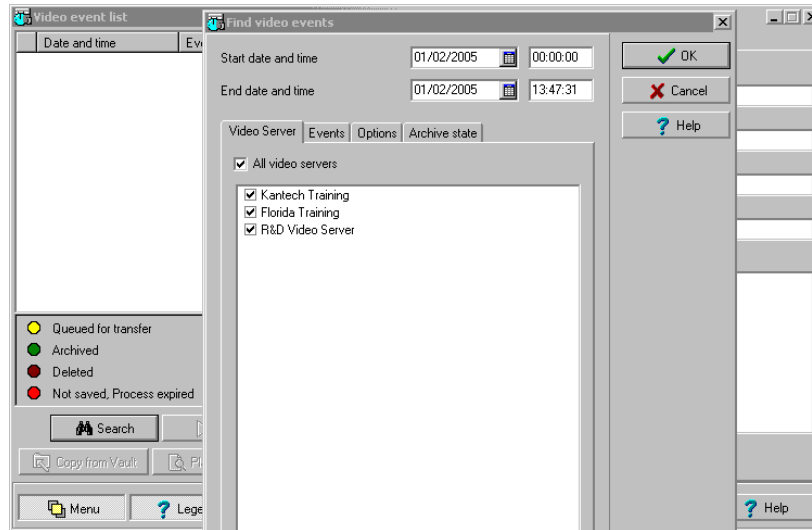 Video event list
Date and time
Find video events
Start date and time
01/02/2005
00:00:00
End date and time
01/02/2005
13:47:31
OK
Cancel
Help
Video Server
Events
Options
Archive state
All video servers
Kantech Training
Florida Training
R&D Video Server
Queued for transfer
Archived
Deleted
Not saved, Process expired
Search
Copy from Vault
Menu
Help